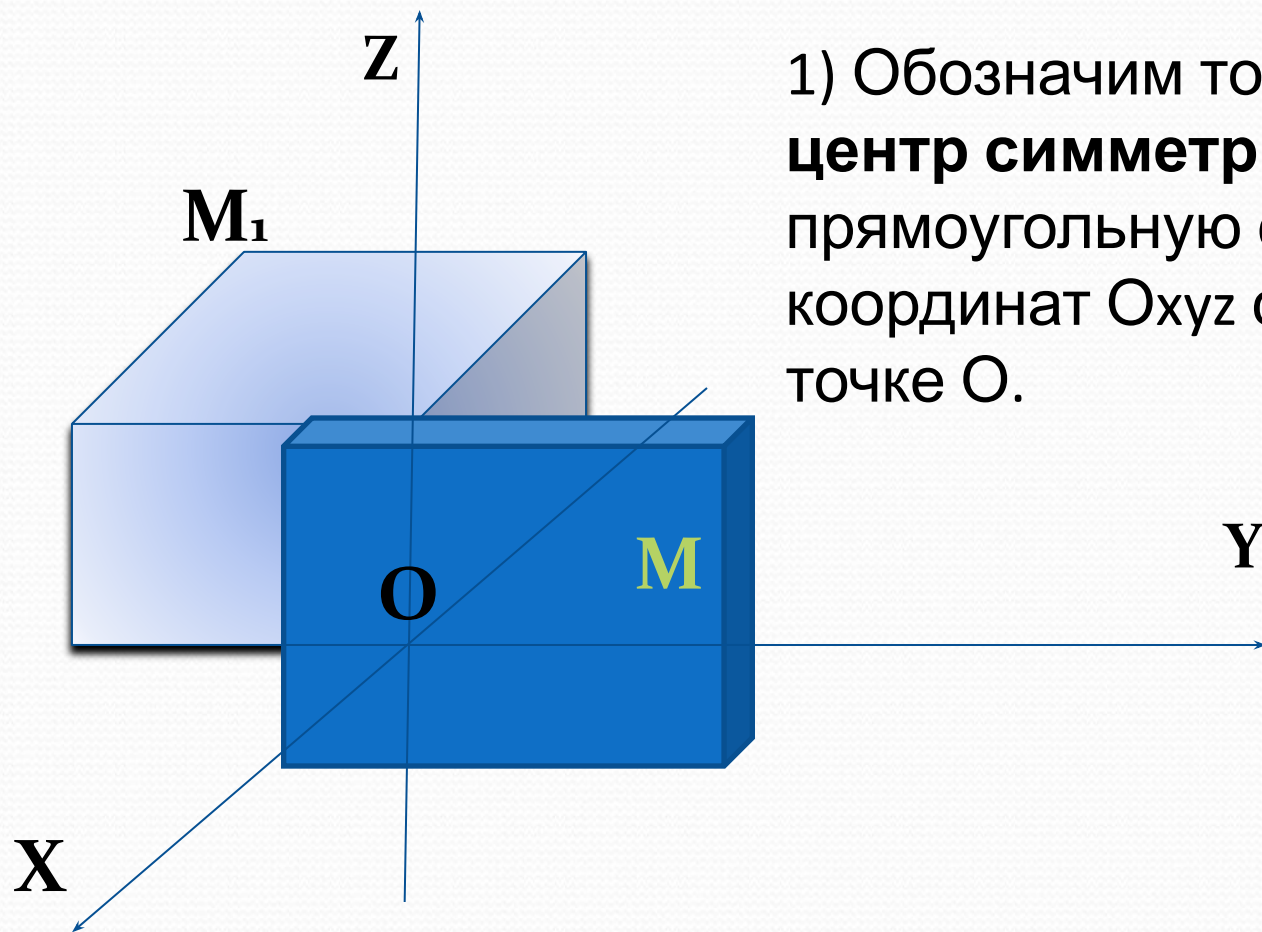 Z
1) Обозначим то
центр симметр
M₁
прямоугольную
координат Oxyz
точке О.
Y
M
O
X